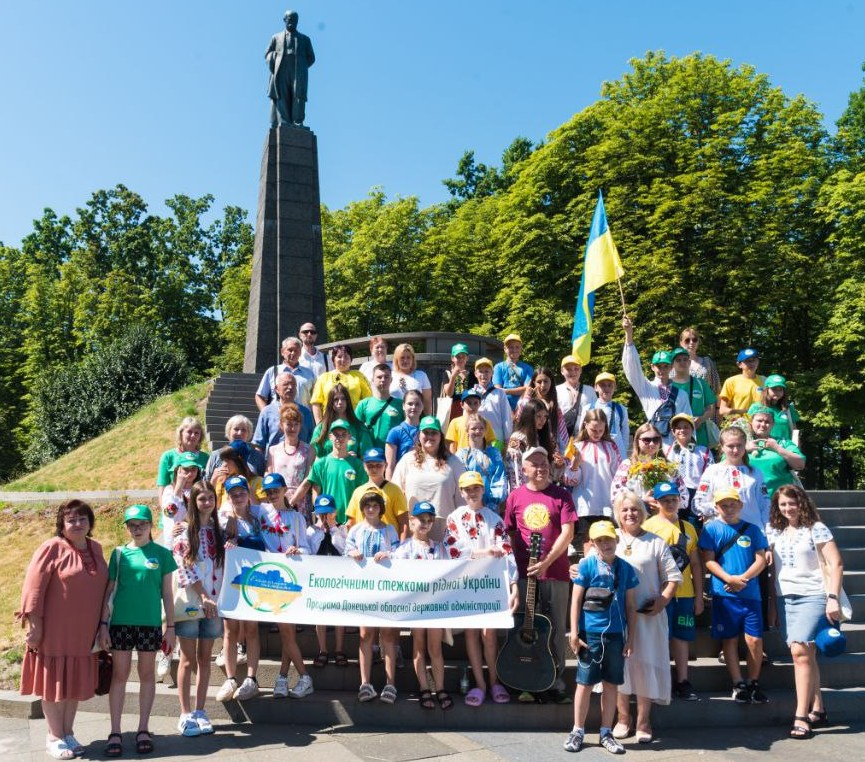 Екологічними стежками рідної України
Програма Донецької обласної державної адміністрації